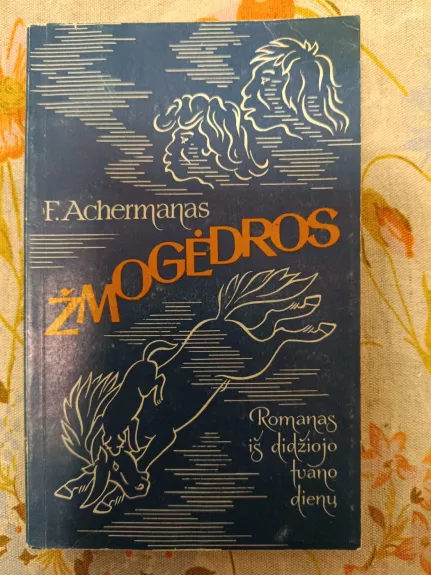 F. Achermanas
ŽMOGĖDROS
Romanas
iš didžiojo
tvano
dienų